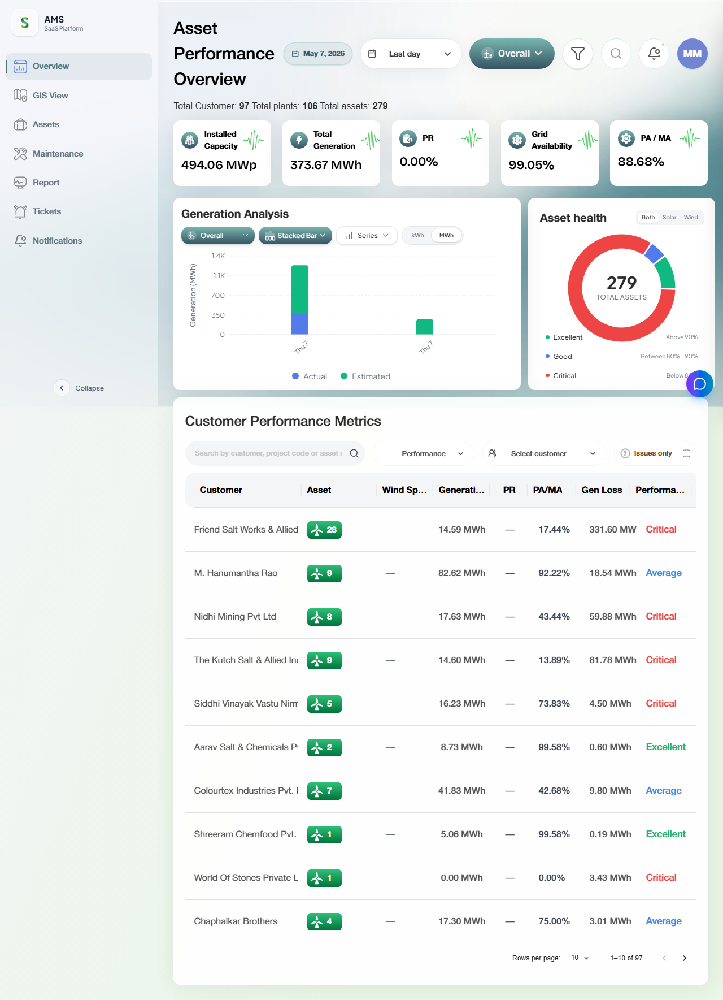 AMS
SaaS Platform
Overview
GIS View
Assets
Maintenance
Report
Tickets
Notifications
Collapse
Asset
Performance
Overview
May 7, 2026
Last day
Overall
MM
Total Customer: 97 Total plants: 106 Total assets: 279
Installed
Capacity
494.06 MWp
Total
Generation
373.67 MWh
PR
0.00%
Grid
Availability
99.05%
PA / MA
88.68%
Generation Analysis
Overall
Stacked Bar
Series
kWh
MWh
Generation (MWh)
1.4K
1.1K
700
350
0
Thu 7
Thu 7
Actual
Estimated
Asset health
Both
Solar
Wind
279
TOTAL ASSETS
Excellent
Above 90%
Good
Between 80% - 90%
Critical
Below
Customer Performance Metrics
Search by customer, project code or asset
Performance
Select customer
Issues only
Customer Asset Wind Sp... Generati... PR PA/MA Gen Loss Performa...
Friend Salt Works & Allied 28 — 14.59 MWh — 17.44% 331.60 MW Critical
M. Hanumantha Rao 9 — 82.62 MWh — 92.22% 18.54 MWh Average
Nidhi Mining Pvt Ltd 8 — 17.63 MWh — 43.44% 59.88 MWh Critical
The Kutch Salt & Allied 9 — 14.60 MWh — 13.89% 81.78 MWh Critical
Siddhi Vinayak Vastu 5 — 16.23 MWh — 73.83% 4.50 MWh Critical
Aarav Salt & Chemicals 2 — 8.73 MWh — 99.58% 0.60 MWh Excellent
Colourtex Industries Pvt. 7 — 41.83 MWh — 42.68% 9.80 MWh Average
Shreeram Chemfood Pvt. 1 — 5.06 MWh — 99.58% 0.19 MWh Excellent
World Of Stones Private L 1 — 0.00 MWh — 0.00% 3.43 MWh Critical
Chaphalkar Brothers 4 — 17.30 MWh — 75.00% 3.01 MWh Average
Rows per page: 10 1–10 of 97